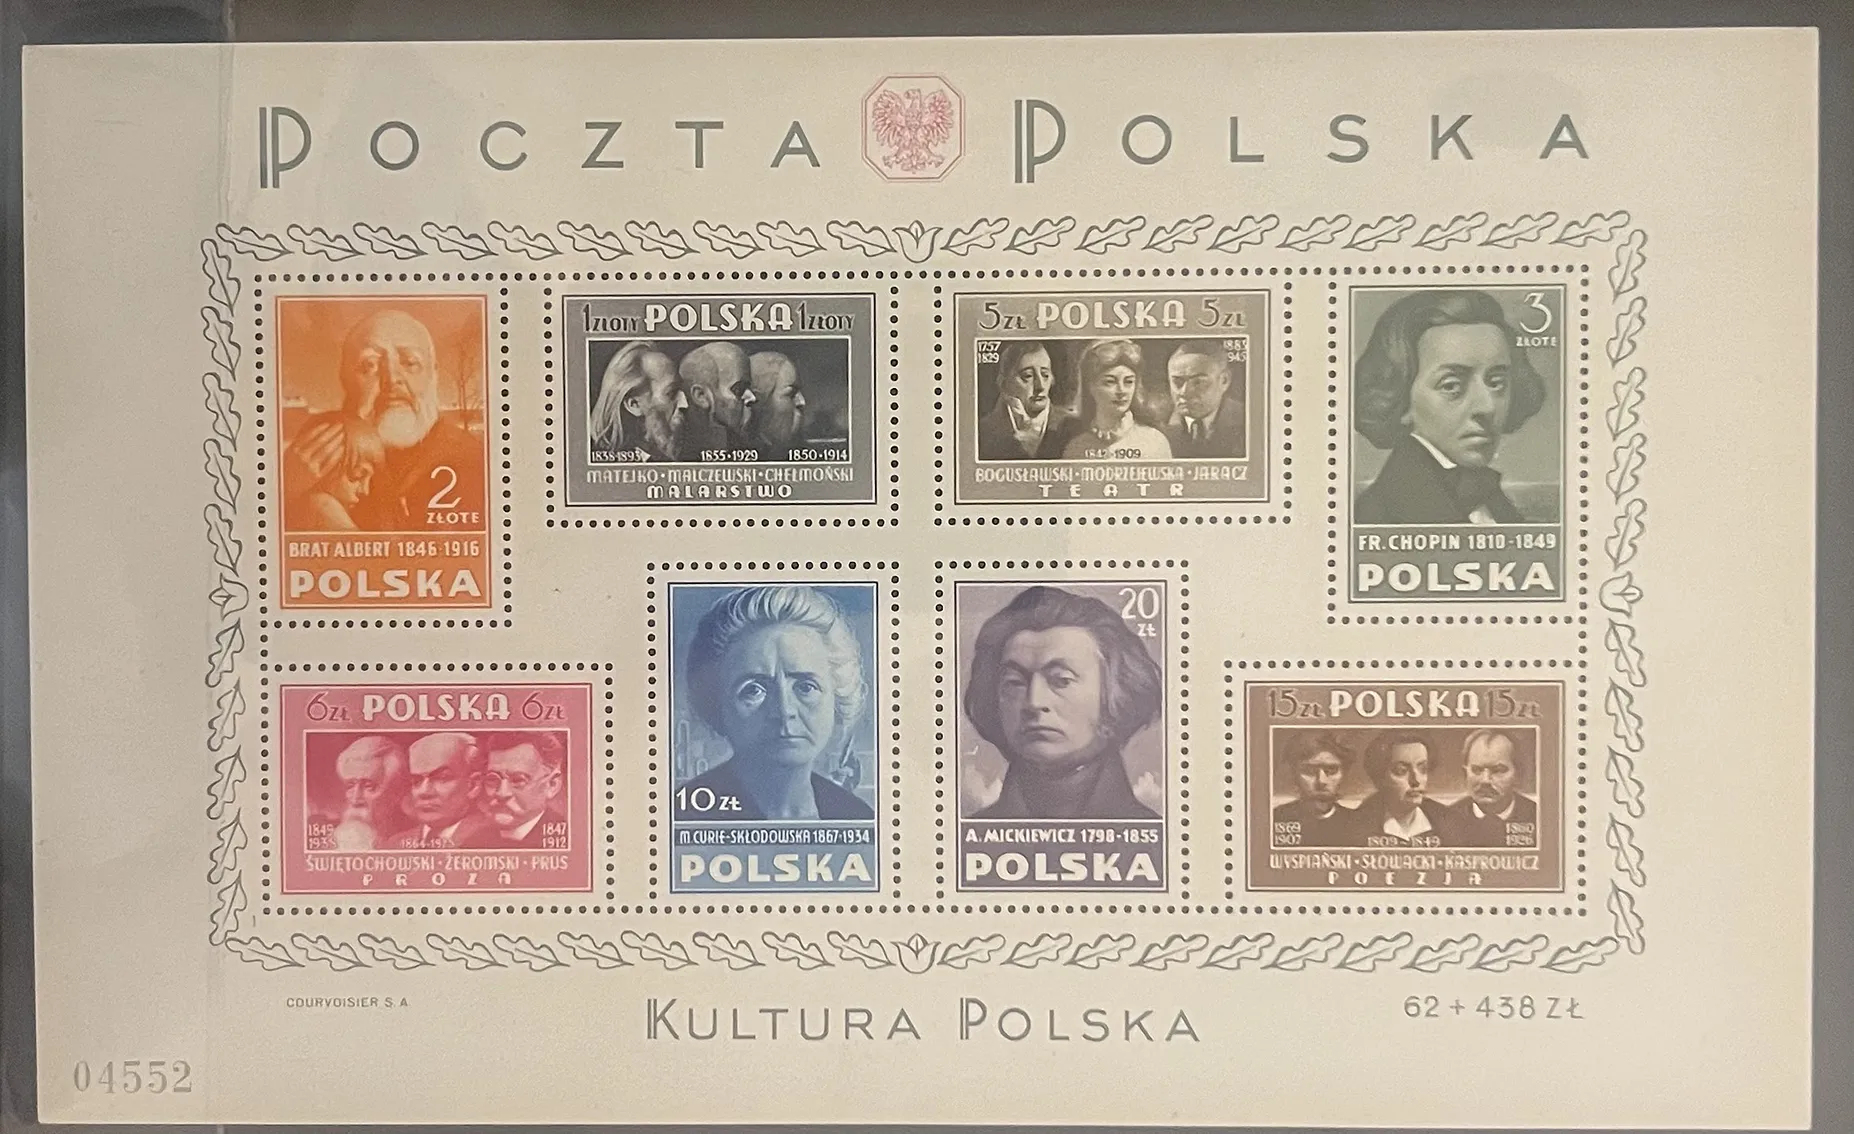 POCZTA POLSKA
2
ZŁOTE
BRAT ALBERT 1846-1916
POLSKA
1 ZŁOTY POLSKA 1 ZŁOTY
1838-1893 1855-1929 1850-1914
MATEJKO·MALCZEWSKI·CHEŁMOŃSKI
MALARSTWO
5 ZŁ POLSKA 5 ZŁ
1757
1829
1883
945
1842-1909
BOGUSŁAWSKI·MODRZEJEWSKA·JARACZ
TEATR
3
ZŁOTE
FR. CHOPIN 1810-1849
POLSKA
6 ZŁ POLSKA 6 ZŁ
1849
1938
1864-1925
1847
1912
ŚWIĘTOCHOWSKI·ŻEROMSKI·PRUS
PROZA
10 ZŁ
M. CURIE-SKŁODOWSKA 1867-1934
POLSKA
20
ZŁ
A. MICKIEWICZ 1798-1855
POLSKA
15 ZŁ POLSKA 15 ZŁ
1869
1907
1809-1849
1860
1926
WYSPIAŃSKI·SŁOWACKI·KASPROWICZ
POEZJA
COURVOISIER S.A.
KULTURA POLSKA
62 + 438 ZŁ
04552